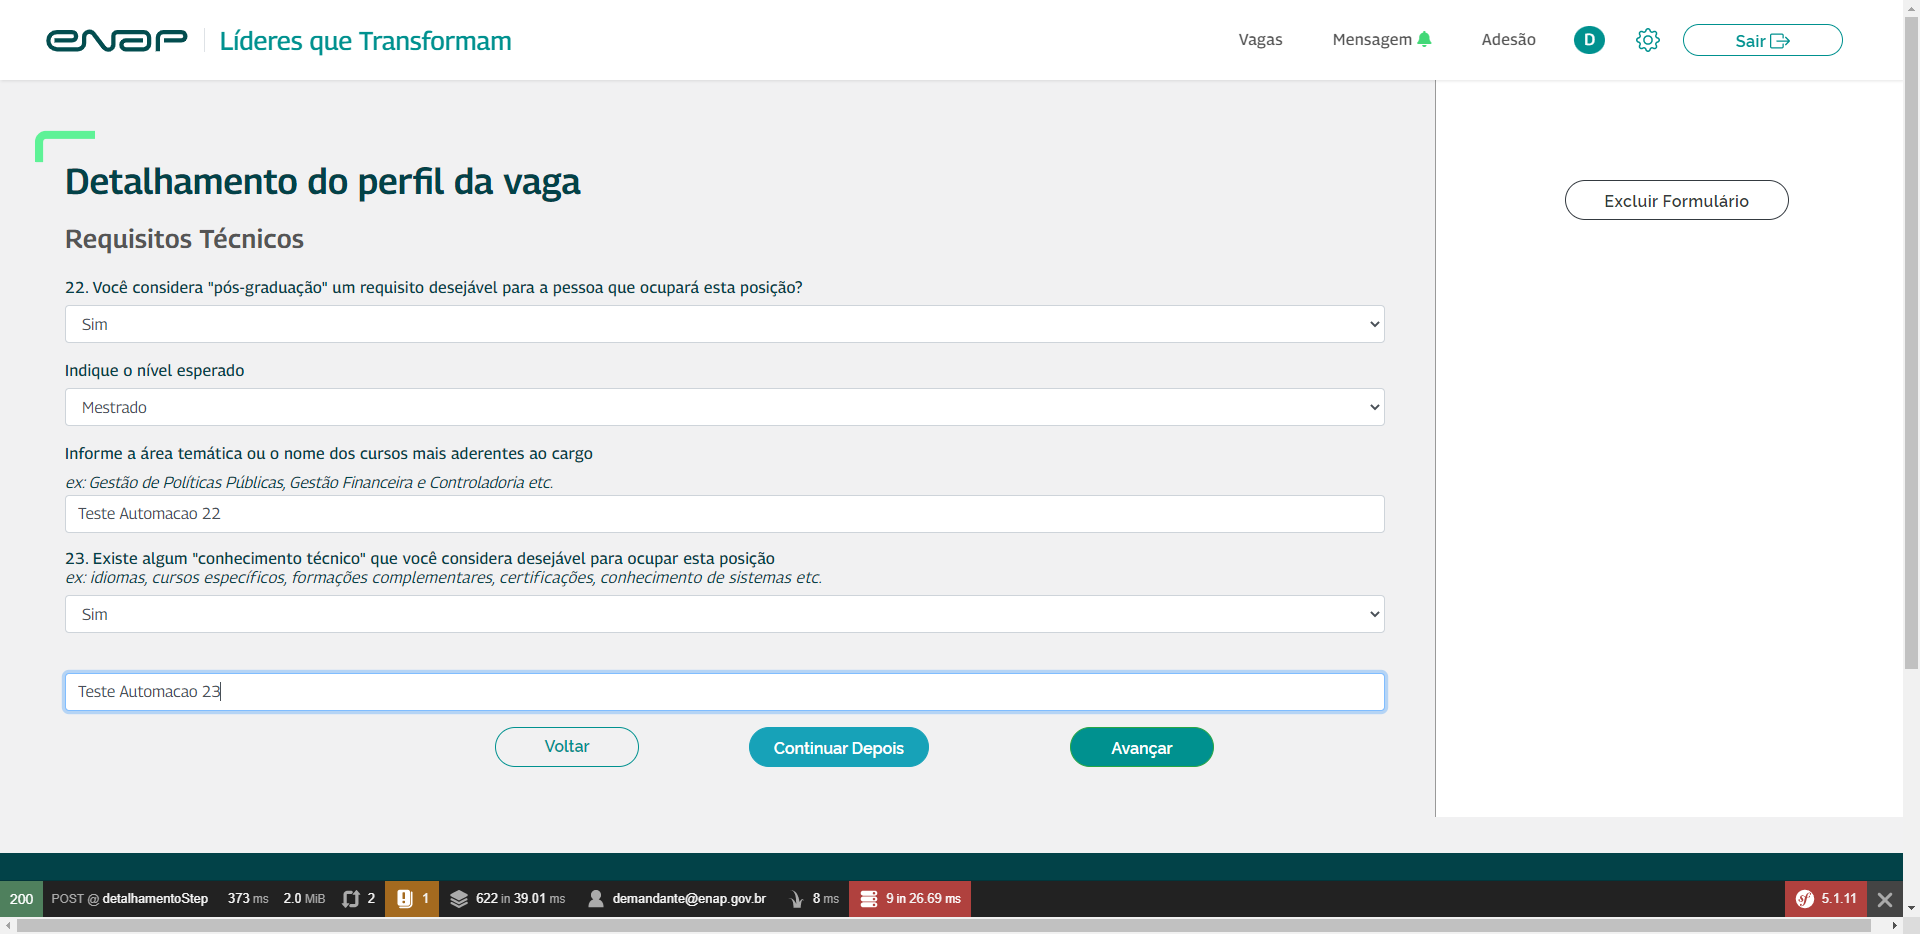 enap Líderes que Transformam Vagas Mensagem Adesão D Sair
Detalhamento do perfil da vaga
Excluir Formulário
Requisitos Técnicos
22. Você considera "pós-graduação" um requisito desejável para a pessoa que ocupará esta posição?
Sim
Indique o nível esperado
Mestrado
Informe a área temática ou o nome dos cursos mais aderentes ao cargo
ex: Gestão de Políticas Públicas, Gestão Financeira e Controladoria etc.
Teste Automacao 22
23. Existe algum "conhecimento técnico" que você considera desejável para ocupar esta posição
ex: idiomas, cursos específicos, formações complementares, certificações, conhecimento de sistemas etc.
Sim
Teste Automacao 23
Voltar Continuar Depois Avançar
200 POST @ detalhamentoStep 373 ms 2.0 MiB 2 1 622 in 39.01 ms demandante@enap.gov.br 8 ms 9 in 26.69 ms sf 5.1.11